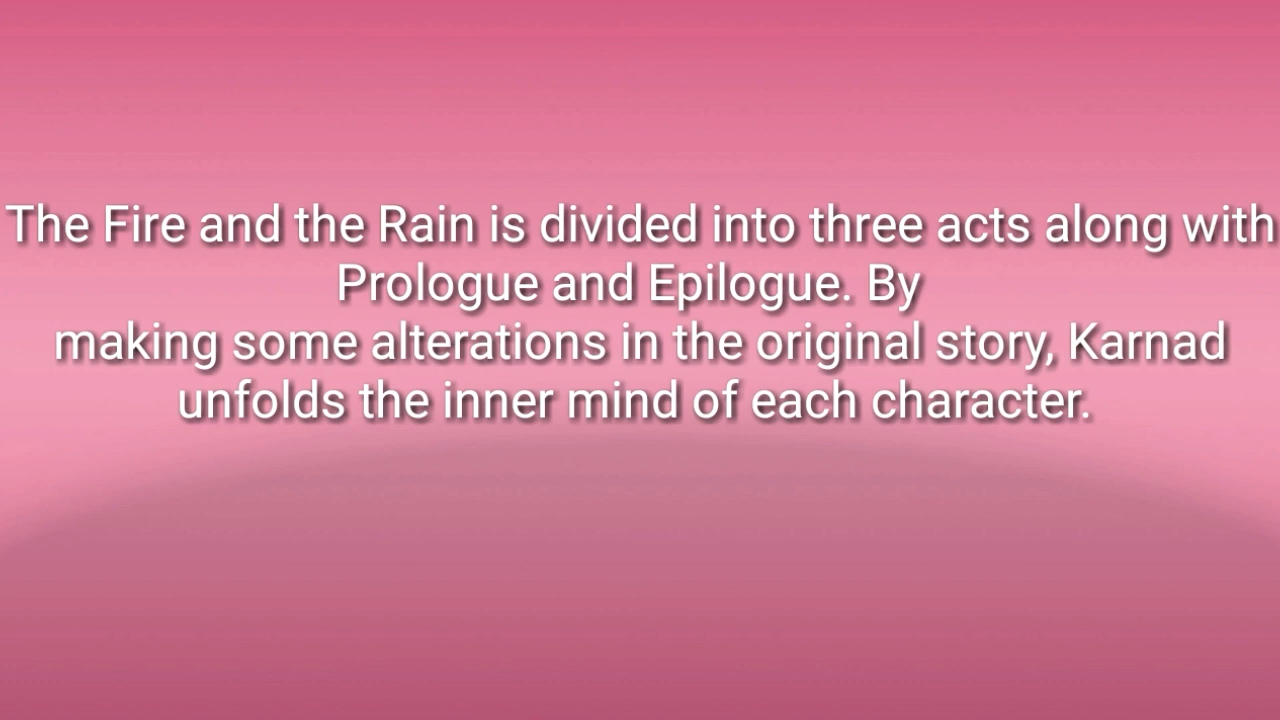 The Fire and the Rain is divided into three acts along with
Prologue and Epilogue. By
making some alterations in the original story, Karnad
unfolds the inner mind of each character.